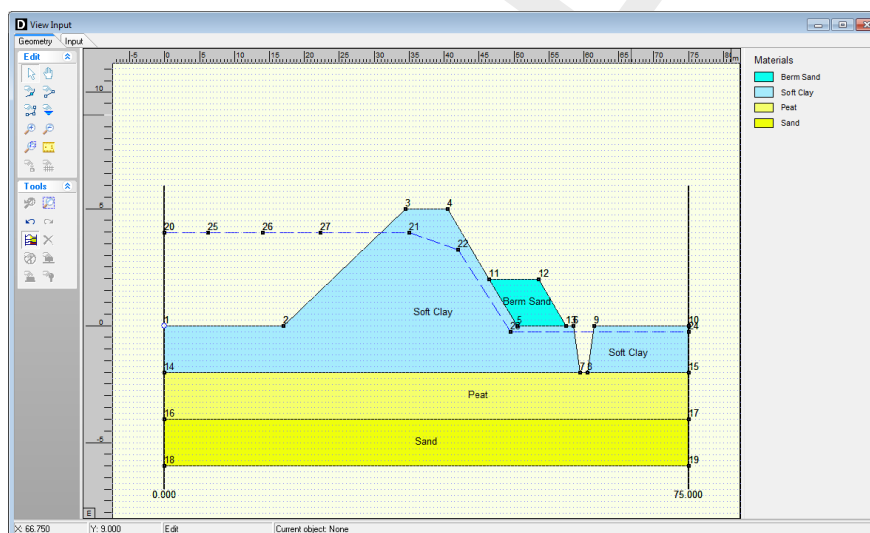 D View Input
Geometry Input
Edit
Tools
-5 0 5 10 15 20 25 30 35 40 45 50 55 60 65 70 75 80 m
10
5
0
-5
3 4
20 25 26 27 21
22
11 12
Berm Sand
1 2 Soft Clay 5 13 6 9 10
24
Soft Clay
14 7 8 15
Peat
16 17
Sand
18 19
0.000 75.000
E
Materials
Berm Sand
Soft Clay
Peat
Sand
X: 66.750 Y: 9.000 Edit Current object: None